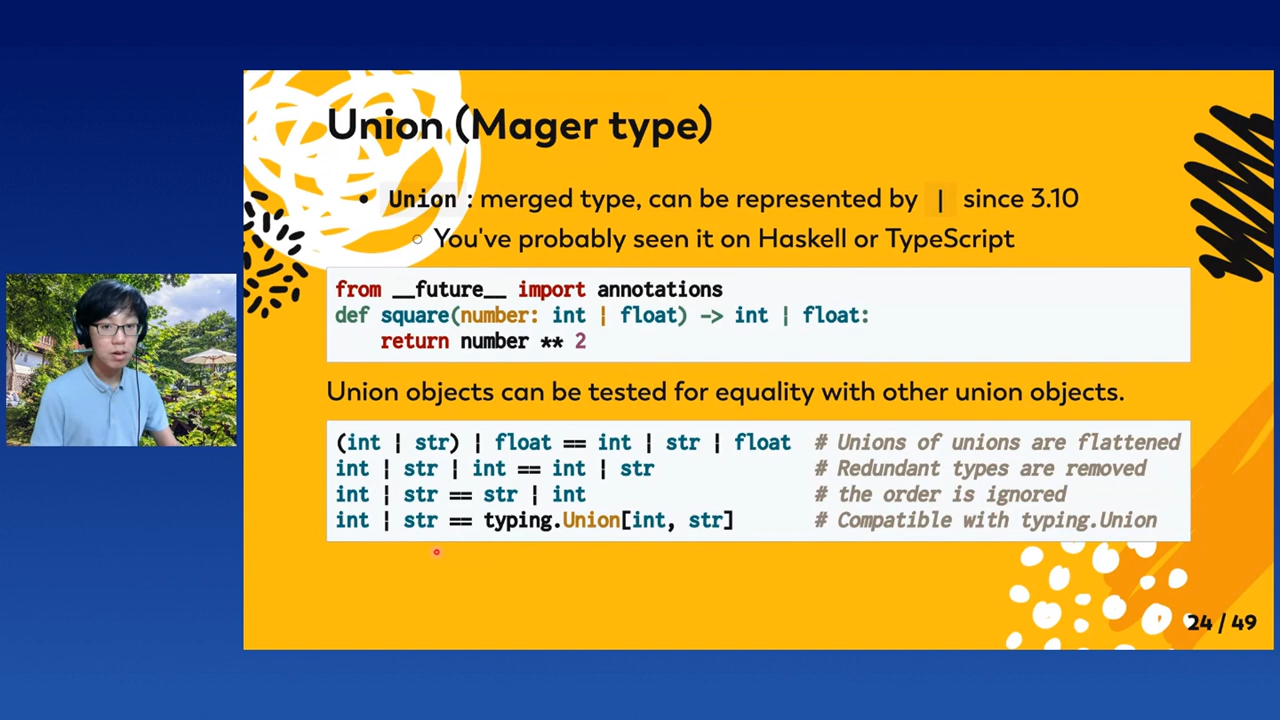 Union (Mager type)
• Union : merged type, can be represented by | since 3.10
○ You've probably seen it on Haskell or TypeScript
from __future__ import annotations
def square(number: int | float) -> int | float:
    return number ** 2
Union objects can be tested for equality with other union objects.
(int | str) | float == int | str | float  # Unions of unions are flattened
int | str | int == int | str              # Redundant types are removed
int | str == str | int                    # the order is ignored
int | str == typing.Union[int, str]       # Compatible with typing.Union
24 / 49